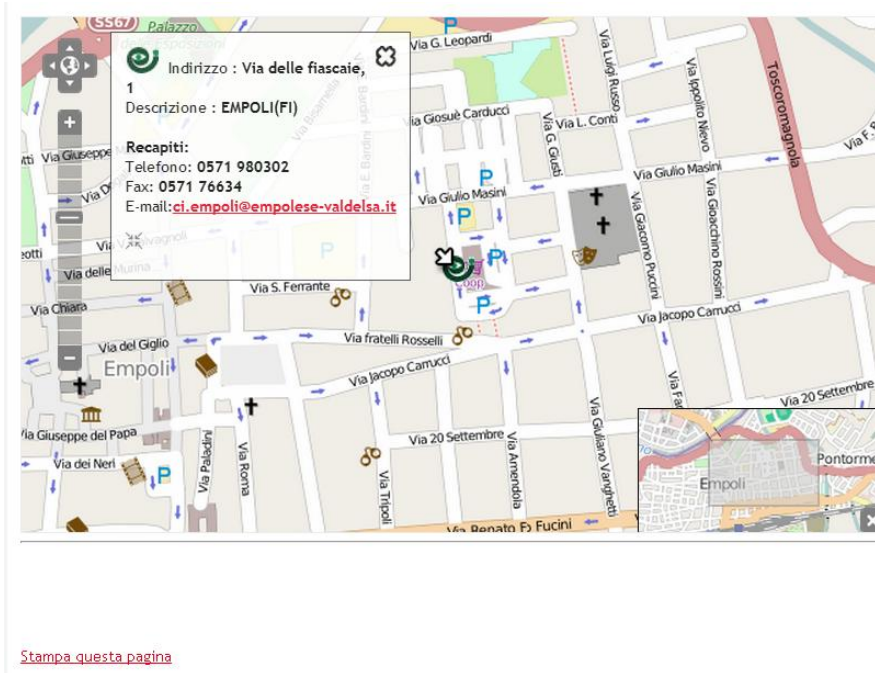 SS67
Palazzo
Indirizzo : Via delle fiascaie,
1
Descrizione : EMPOLI(FI)
Recapiti:
Telefono: 0571 980302
Fax: 0571 76634
E-mail:ci.empoli@empolese-valdelsa.it
Via G. Leopardi
Via Luigi Russo
Via Ippolito Nievo
Toscoromagnola
Via Giosuè Carducci
Via G. Giusti
Via L. Conti
Via Giuseppe
Via E. Bardini
Via Giulio Masini
Via Giulio Masini
Via Giacomo Puccini
Via Gioacchino Rossini
Via delle Murina
Coop
P
P
P
P
P
P
P
Via S. Ferrante
Via Chiara
Via del Giglio
Via fratelli Rosselli
Via Jacopo Carrucci
Empoli
Via Jacopo Carrucci
Via 20 Settembre
Via Giuseppe del Papa
Via 20 Settembre
Via dei Neri
P
Via Paladini
Via Roma
Via Tripoli
Via Amendola
Via Giuliano Vanghetti
Via Renato F. Fucini
Pontorme
Empoli
Stampa questa pagina